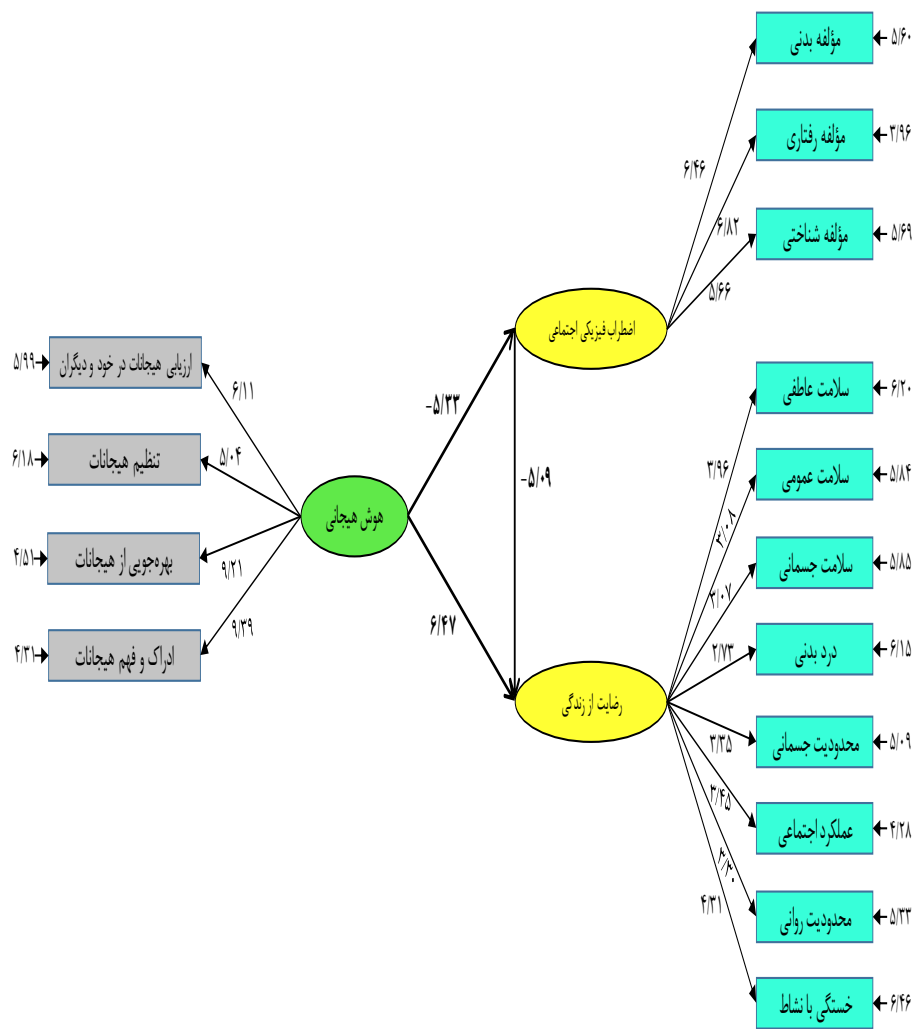 مؤلفه بدنی
۵/۶۰
مؤلفه رفتاری
۳/۹۶
مؤلفه شناختی
۵/۶۹
۶/۴۶
۶/۸۲
۵/۶۶
اضطراب فیزیکی اجتماعی
-۵/۳۳
-۵/۰۹
۶/۴۷
هوش هیجانی
ارزیابی هیجانات در خود و دیگران
۵/۹۹
۶/۱۱
تنظیم هیجانات
۶/۱۸
۵/۰۴
بهره‌جویی از هیجانات
۴/۵۱
۹/۲۱
ادراک و فهم هیجانات
۴/۳۱
۹/۳۹
رضایت از زندگی
سلامت عاطفی
۶/۲۰
۳/۹۶
سلامت عمومی
۵/۸۴
سلامت جسمانی
۵/۸۵
۳/۰۷
درد بدنی
۶/۱۵
۲/۷۳
محدودیت جسمانی
۵/۰۹
۳/۳۵
عملکرد اجتماعی
۴/۲۸
۳/۴۵
محدودیت روانی
۵/۳۳
خستگی با نشاط
۶/۴۶
۴/۳۱